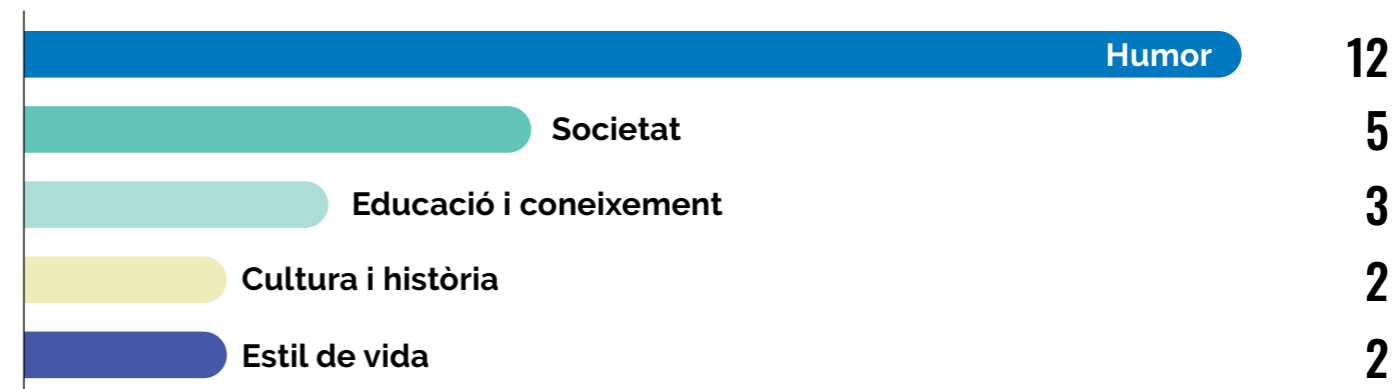 Humor 12
Societat 5
Educació i coneixement 3
Cultura i història 2
Estil de vida 2